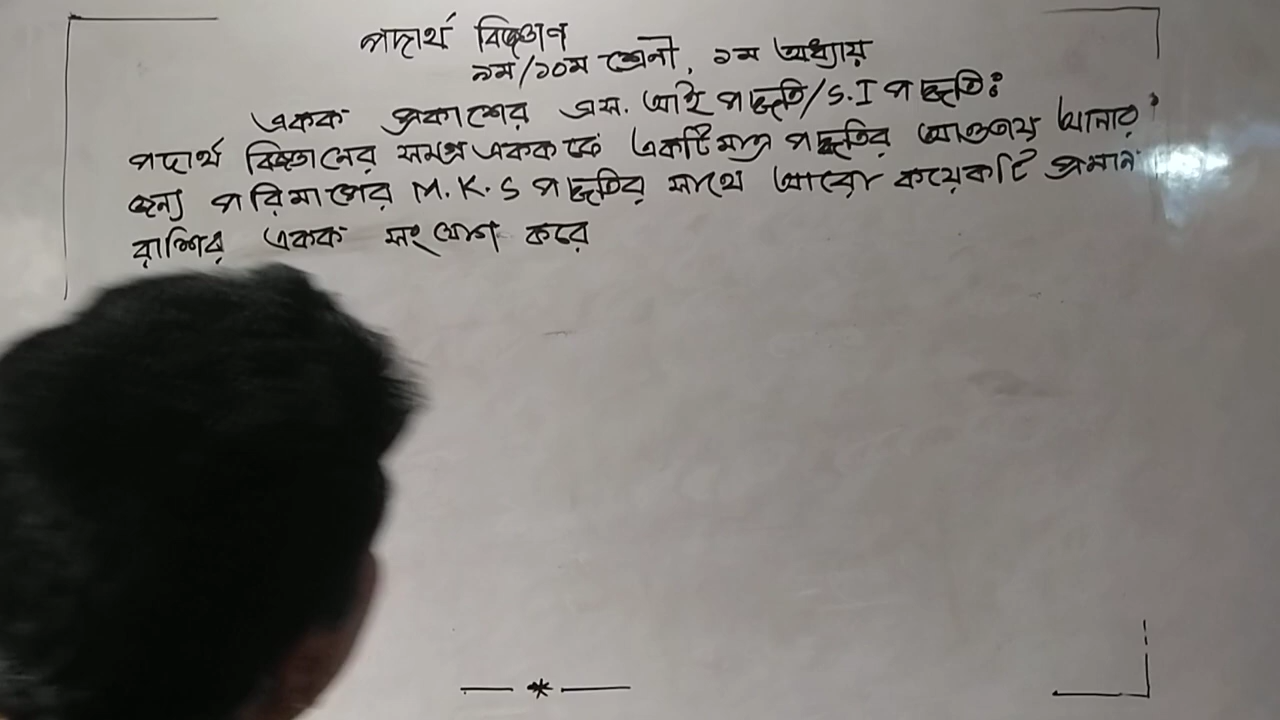 পদার্থ বিজ্ঞান
৯ম/১০ম শ্রেনী, ১ম অধ্যায়
একক প্রকাশের এস. আই পদ্ধতি/S.I পদ্ধতিঃ
পদার্থ বিজ্ঞানের সমগ্র একককে একটি মাত্র পদ্ধতির আওতায় আনার
জন্য পরিমাপের M.K.S পদ্ধতির সাথে আরো কয়েকটি প্রমান
রাশির একক সংযোগ করে